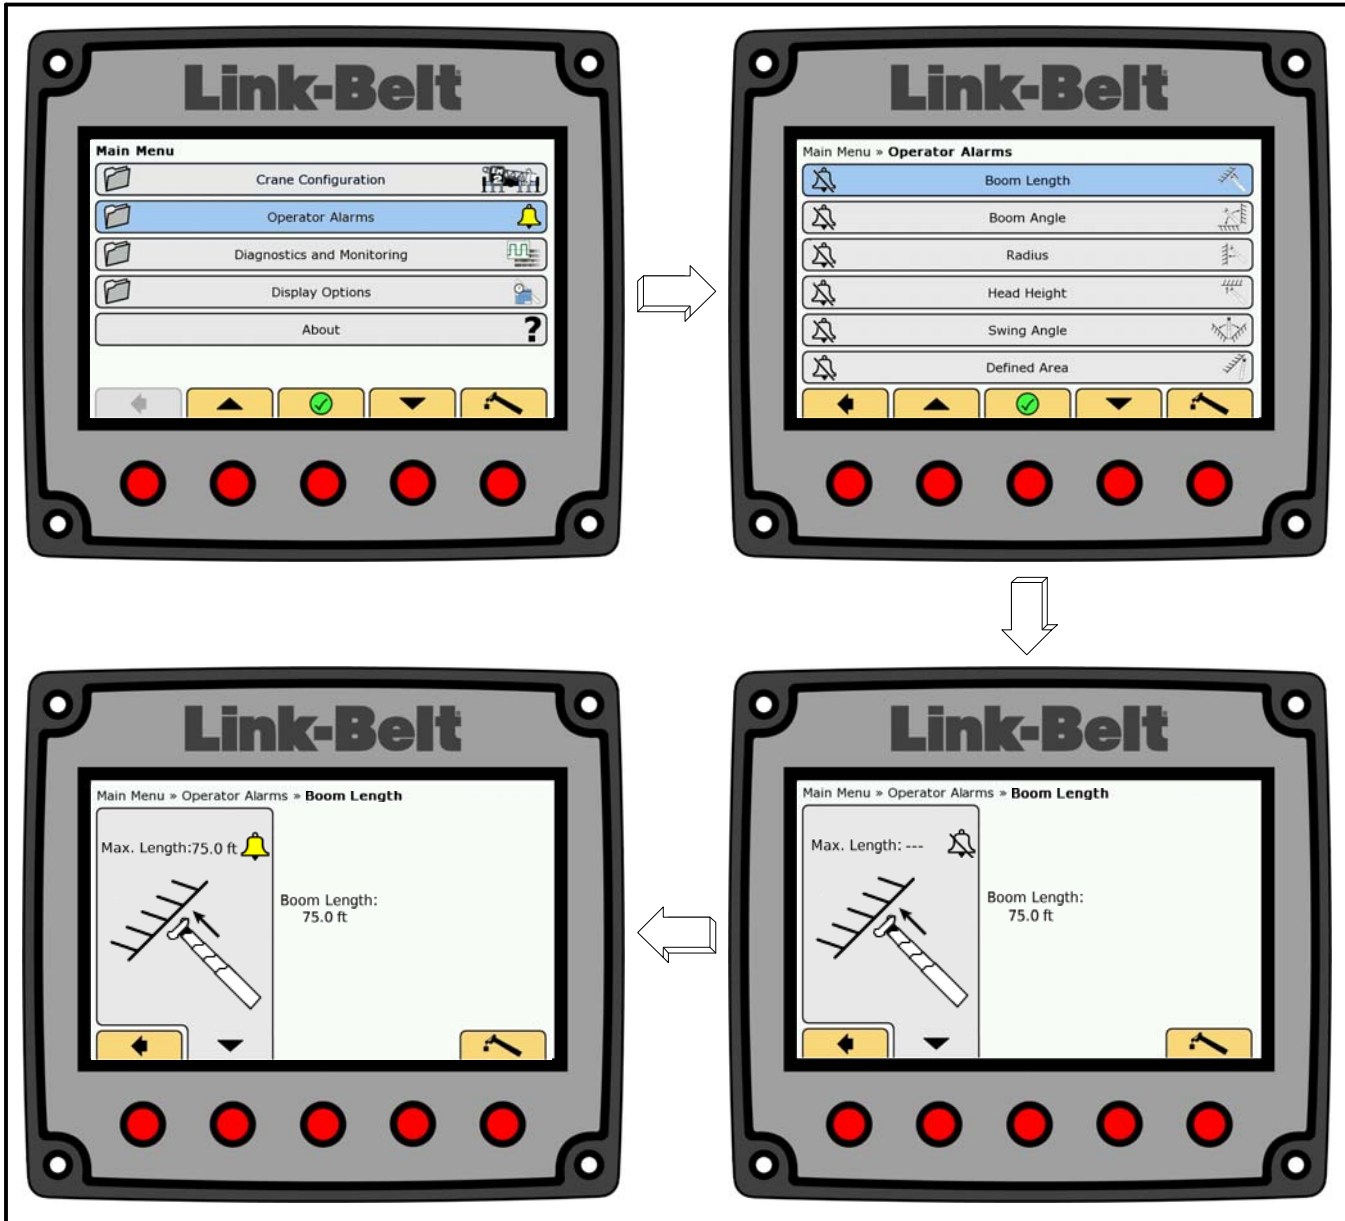 Link-Belt
Main Menu
Crane Configuration
2
Operator Alarms
Diagnostics and Monitoring
Display Options
About
?
Link-Belt
Main Menu » Operator Alarms
Boom Length
Boom Angle
Radius
Head Height
Swing Angle
Defined Area
Link-Belt
Main Menu » Operator Alarms » Boom Length
Max. Length:75.0 ft
Boom Length:
75.0 ft
Link-Belt
Main Menu » Operator Alarms » Boom Length
Max. Length: ---
Boom Length:
75.0 ft